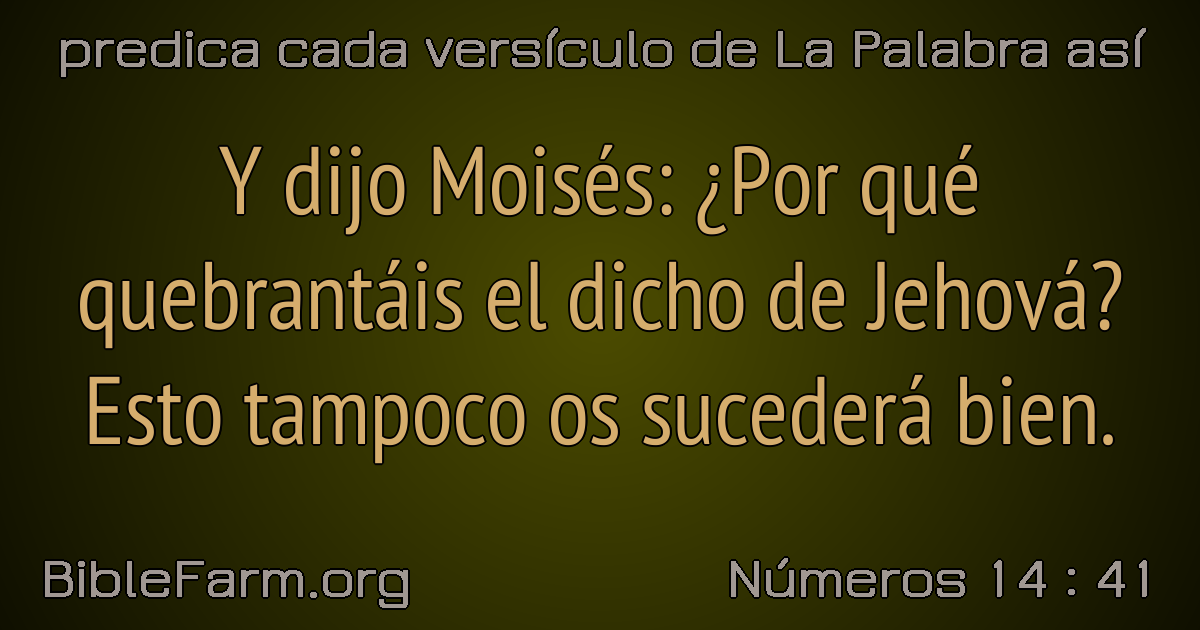 predica cada versículo de La Palabra así
Y dijo Moisés: ¿Por qué
quebrantáis el dicho de Jehová?
Esto tampoco os sucederá bien.
BibleFarm.org
Números 14 : 41